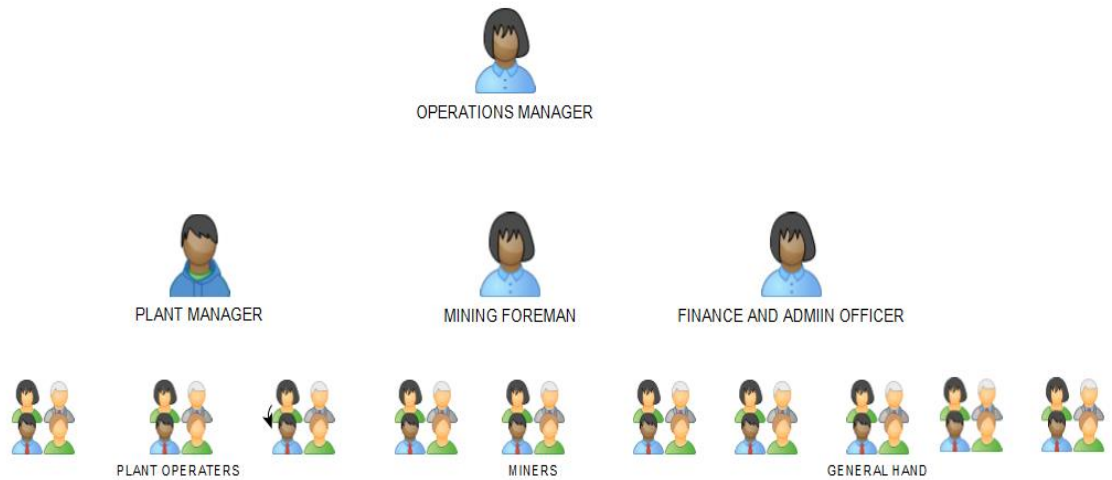 OPERATIONS MANAGER
PLANT MANAGER
MINING FOREMAN
FINANCE AND ADMIIN OFFICER
PLANT OPERATERS
MINERS
GENERAL HAND